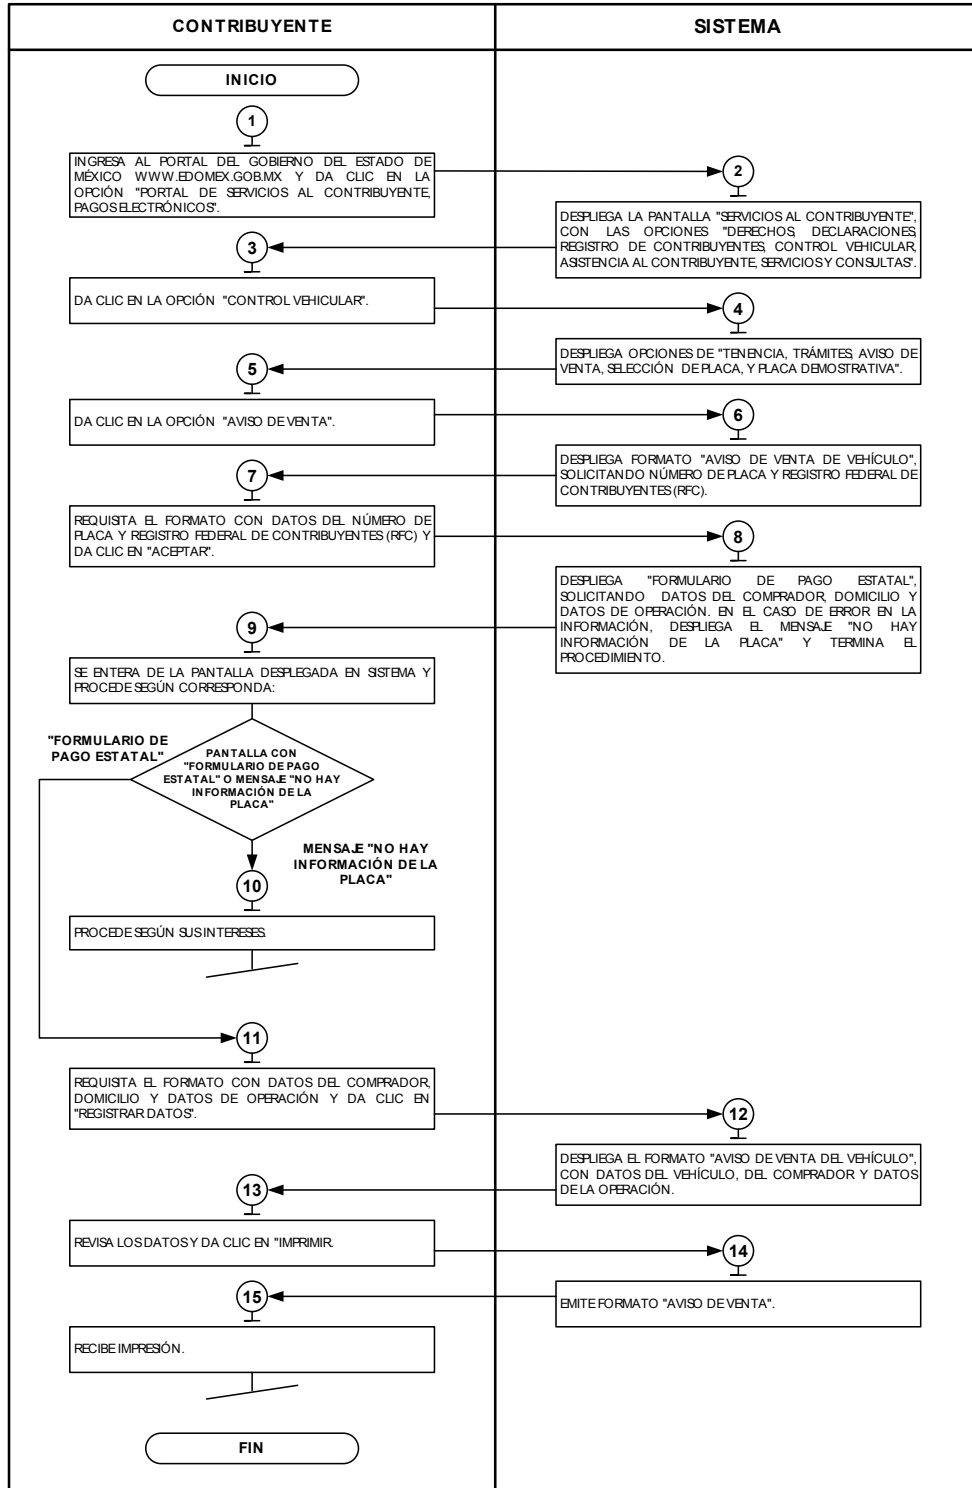 CONTRIBUYENTE
SISTEMA
INICIO
1
INGRESA AL PORTAL DEL GOBIERNO DEL ESTADO DE
MÉXICO WWW.EDOMEX.GOB.MX Y DA CLIC EN LA
OPCIÓN "PORTAL DE SERVICIOS AL CONTRIBUYENTE,
PAGOS ELECTRÓNICOS".
2
DESPLIEGA LA PANTALLA "SERVICIOS AL CONTRIBUYENTE",
CON LAS OPCIONES "DERECHOS, DECLARACIONES,
REGISTRO DE CONTRIBUYENTES, CONTROL VEHICULAR,
ASISTENCIA AL CONTRIBUYENTE, SERVICIOS Y CONSULTAS".
3
DA CLIC EN LA OPCIÓN "CONTROL VEHICULAR".
4
DESPLIEGA OPCIONES DE "TENENCIA, TRÁMITES, AVISO DE
VENTA, SELECCIÓN DE PLACA, Y PLACA DEMOSTRATIVA".
5
DA CLIC EN LA OPCIÓN "AVISO DE VENTA".
6
DESPLIEGA FORMATO "AVISO DE VENTA DE VEHÍCULO",
SOLICITANDO NÚMERO DE PLACA Y REGISTRO FEDERAL DE
CONTRIBUYENTES (RFC).
7
REQUISITA EL FORMATO CON DATOS DEL NÚMERO DE
PLACA Y REGISTRO FEDERAL DE CONTRIBUYENTES (RFC) Y
DA CLIC EN "ACEPTAR".
8
DESPLIEGA "FORMULARIO DE PAGO ESTATAL",
SOLICITANDO DATOS DEL COMPRADOR, DOMICILIO Y
DATOS DE OPERACIÓN. EN EL CASO DE ERROR EN LA
INFORMACIÓN, DESPLIEGA EL MENSAJE "NO HAY
INFORMACIÓN DE LA PLACA" Y TERMINA EL
PROCEDIMIENTO.
9
SE ENTERA DE LA PANTALLA DESPLEGADA EN SISTEMA Y
PROCEDE SEGÚN CORRESPONDA:
"FORMULARIO DE
PAGO ESTATAL"
PANTALLA CON
"FORMULARIO DE PAGO
ESTATAL" O MENSAJE "NO HAY
INFORMACIÓN DE LA
PLACA"
MENSAJE "NO HAY
INFORMACIÓN DE LA
PLACA"
10
PROCEDE SEGÚN SUS INTERESES.
11
REQUISITA EL FORMATO CON DATOS DEL COMPRADOR,
DOMICILIO Y DATOS DE OPERACIÓN Y DA CLIC EN
"REGISTRAR DATOS".
12
DESPLIEGA EL FORMATO "AVISO DE VENTA DEL VEHÍCULO",
CON DATOS DEL VEHÍCULO, DEL COMPRADOR Y DATOS
DE LA OPERACIÓN.
13
REVISA LOS DATOS Y DA CLIC EN "IMPRIMIR.
14
EMITE FORMATO "AVISO DE VENTA".
15
RECIBE IMPRESIÓN.
FIN